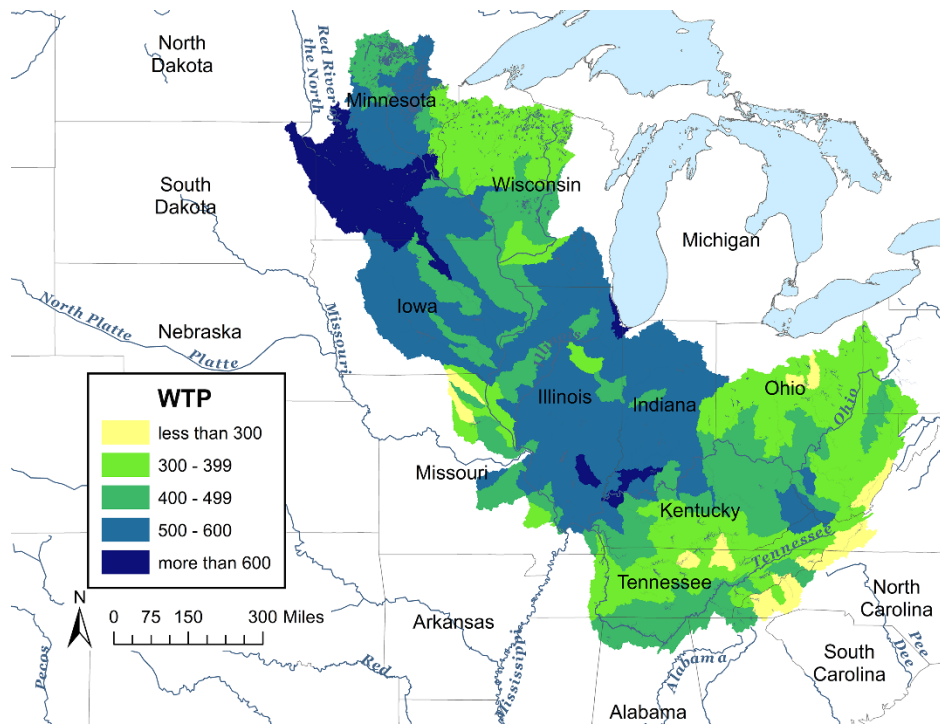 North
Dakota
Red River of
the North
Minnesota
South
Dakota
Wisconsin
Michigan
North Platte
Nebraska
Platte
Missouri
Iowa
WTP
less than 300
300 - 399
400 - 499
500 - 600
more than 600
Illinois
Indiana
Ohio
Ohio
Missouri
Kentucky
Tennessee
Tennessee
N
0 75 150 300 Miles
Arkansas
North
Carolina
Pee
Dee
South
Carolina
Pecos
Red
Mississippi
Alabama
Alabama